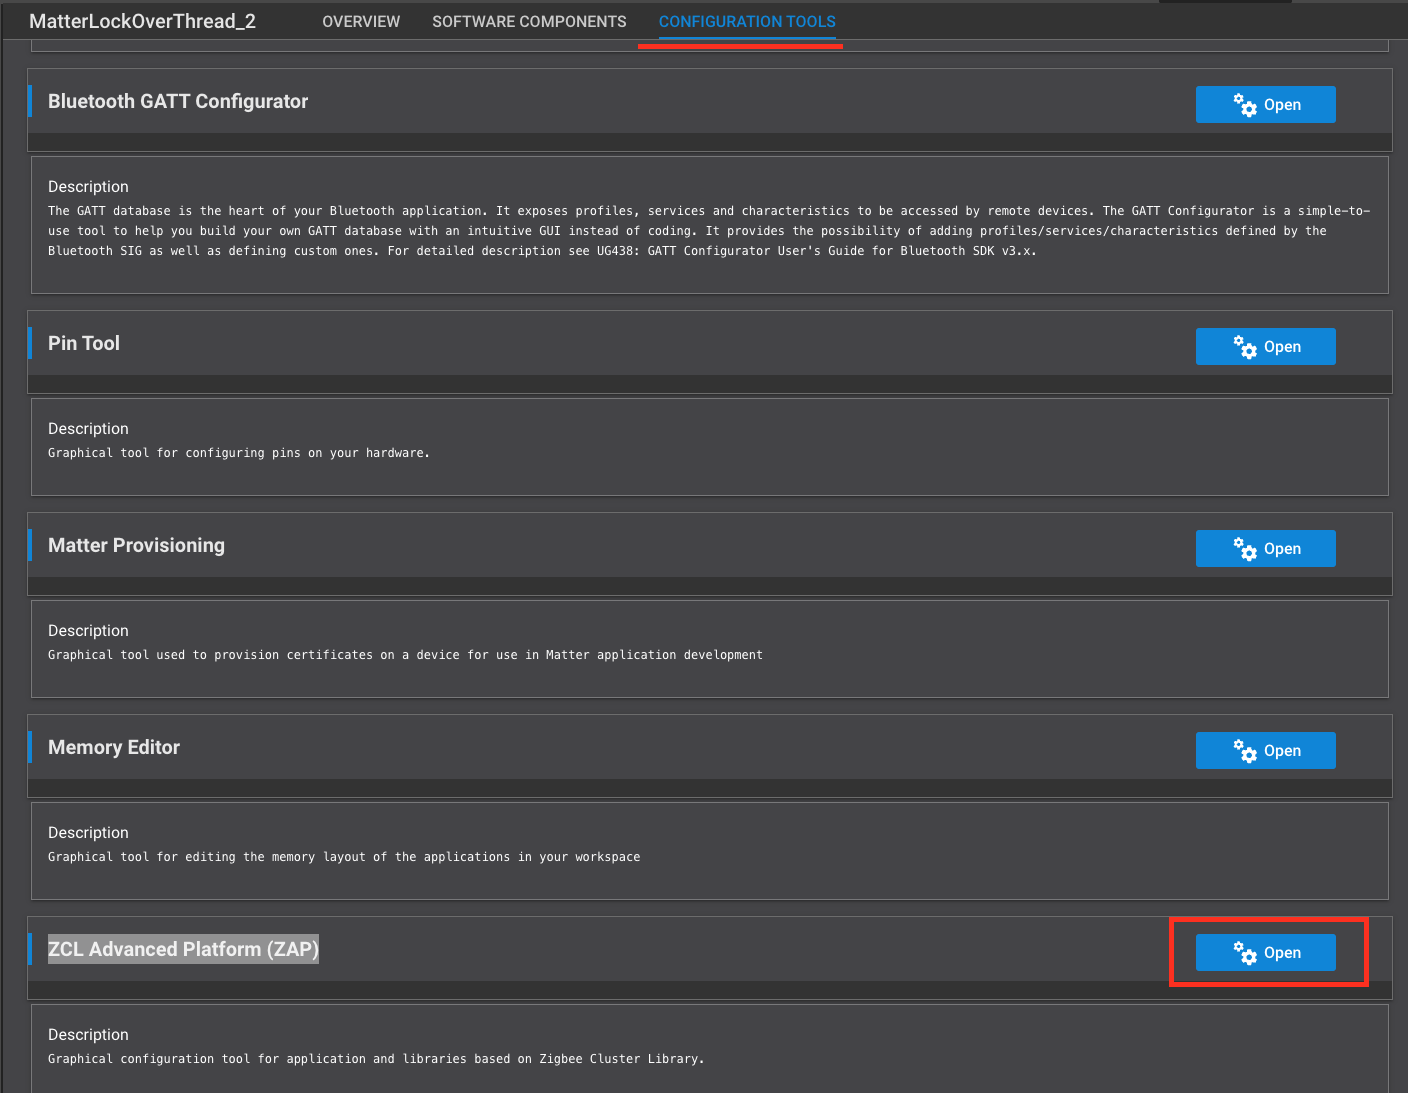 MatterLockOverThread_2
OVERVIEW
SOFTWARE COMPONENTS
CONFIGURATION TOOLS
Bluetooth GATT Configurator
Open
Description
The GATT database is the heart of your Bluetooth application. It exposes profiles, services and characteristics to be accessed by remote devices. The GATT Configurator is a simple-to-
use tool to help you build your own GATT database with an intuitive GUI instead of coding. It provides the possibility of adding profiles/services/characteristics defined by the
Bluetooth SIG as well as defining custom ones. For detailed description see UG438: GATT Configurator User's Guide for Bluetooth SDK v3.x.
Pin Tool
Open
Description
Graphical tool for configuring pins on your hardware.
Matter Provisioning
Open
Description
Graphical tool used to provision certificates on a device for use in Matter application development
Memory Editor
Open
Description
Graphical tool for editing the memory layout of the applications in your workspace
ZCL Advanced Platform (ZAP)
Open
Description
Graphical configuration tool for application and libraries based on Zigbee Cluster Library.